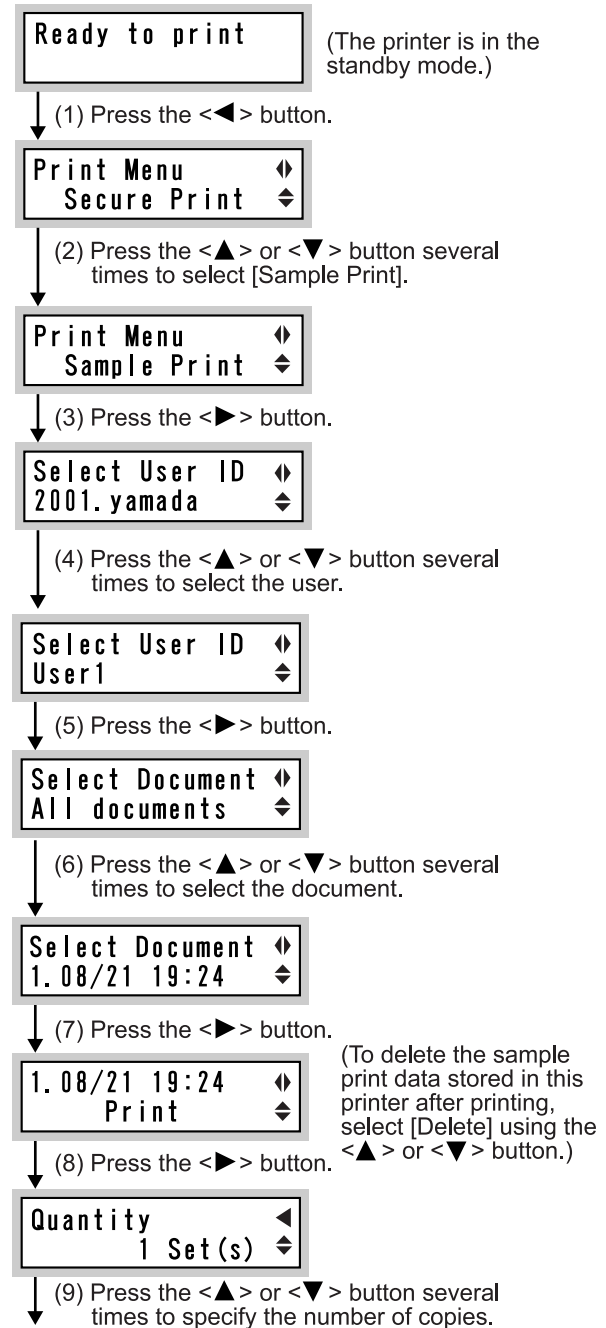 Ready to print
(The printer is in the
standby mode.)
(1) Press the <◀> button.
Print Menu
Secure Print
(2) Press the <▲> or <▼> button several
times to select [Sample Print].
Print Menu
Sample Print
(3) Press the <▶> button.
Select User ID
2001.yamada
(4) Press the <▲> or <▼> button several
times to select the user.
Select User ID
User1
(5) Press the <▶> button.
Select Document
All documents
(6) Press the <▲> or <▼> button several
times to select the document.
Select Document
1.08/21 19:24
(7) Press the <▶> button.
1.08/21 19:24
Print
(To delete the sample
print data stored in this
printer after printing,
select [Delete] using the
<▲> or <▼> button.)
(8) Press the <▶> button.
Quantity
1 Set(s)
(9) Press the <▲> or <▼> button several
times to specify the number of copies.